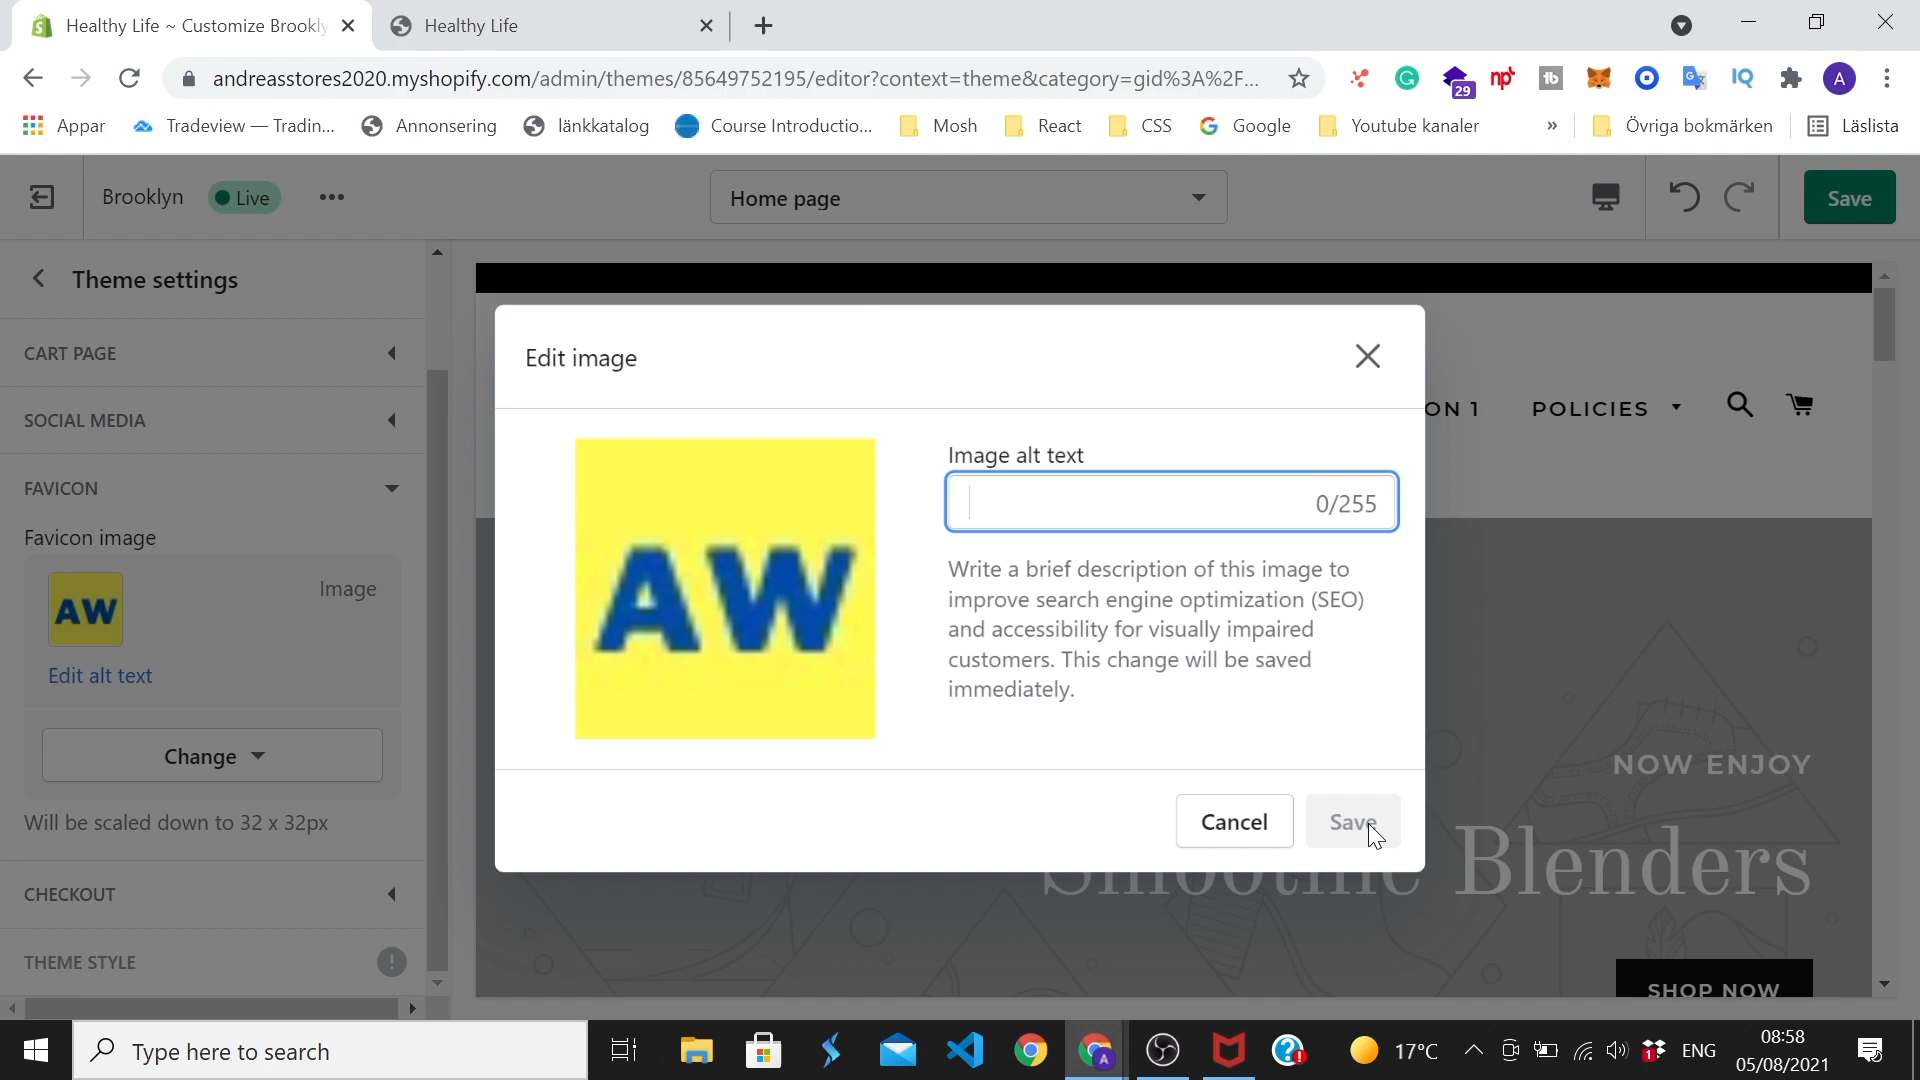 Healthy Life ~ Customize Brookly
Healthy Life
andreasstores2020.myshopify.com/admin/themes/85649752195/editor?context=theme&category=gid%3A%2F...
29
np
tb
IQ
A
Appar
Tradeview — Tradin...
Annonsering
länkkatalog
Course Introductio...
Mosh
React
CSS
Google
Youtube kanaler
»
Övriga bokmärken
Läslista
Brooklyn
Live
Home page
Save
Theme settings
CART PAGE
SOCIAL MEDIA
FAVICON
Favicon image
AW
Image
Edit alt text
Change
Will be scaled down to 32 x 32px
CHECKOUT
THEME STYLE
Edit image
AW
Image alt text
0/255
Write a brief description of this image to
improve search engine optimization (SEO)
and accessibility for visually impaired
customers. This change will be saved
immediately.
Cancel
Save
ON 1
POLICIES
NOW ENJOY
Smoothie Blenders
SHOP NOW
Type here to search
A
17°C
1
ENG
08:58
05/08/2021